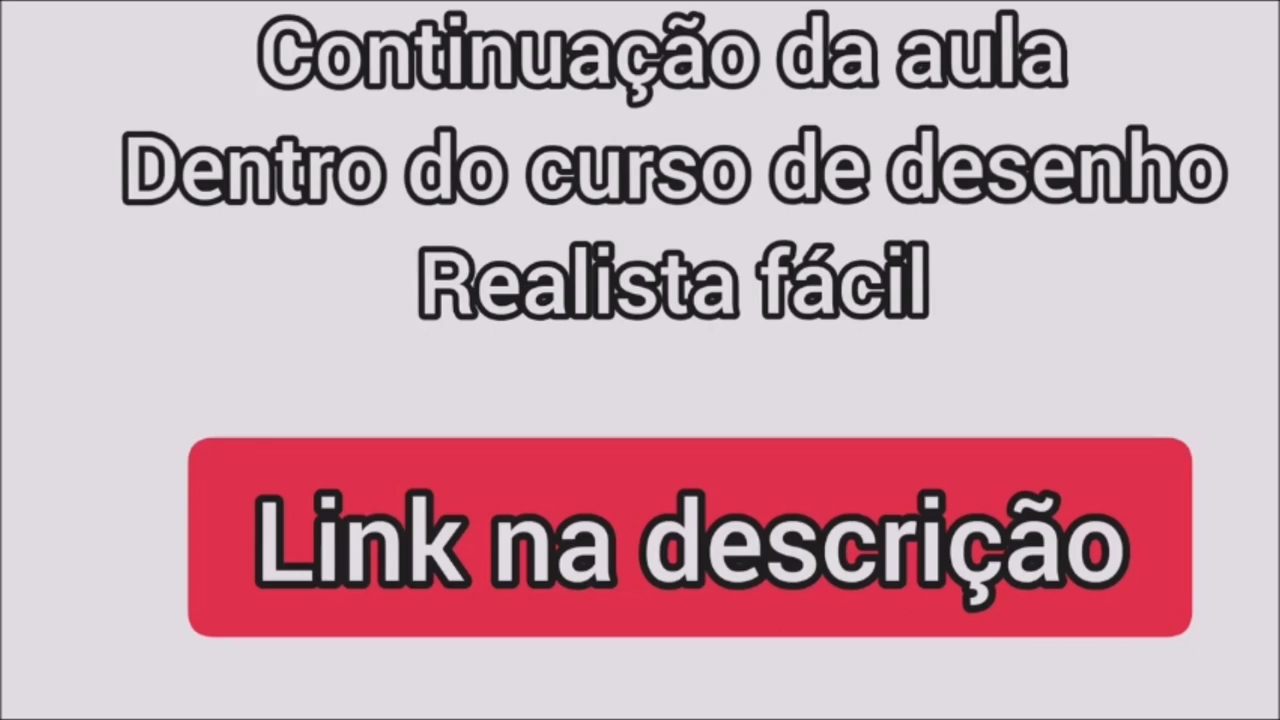 Continuação da aula
Dentro do curso de desenho
Realista fácil
Link na descrição